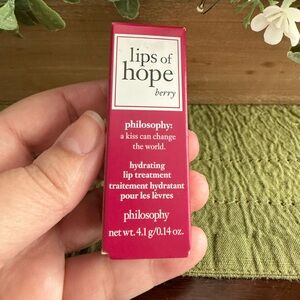 lips of
hope
berry
philosophy:
a kiss can change
the world.
hydrating
lip treatment
traitement hydratant
pour les lèvres
philosophy
net wt. 4.1 g/0.14 oz.